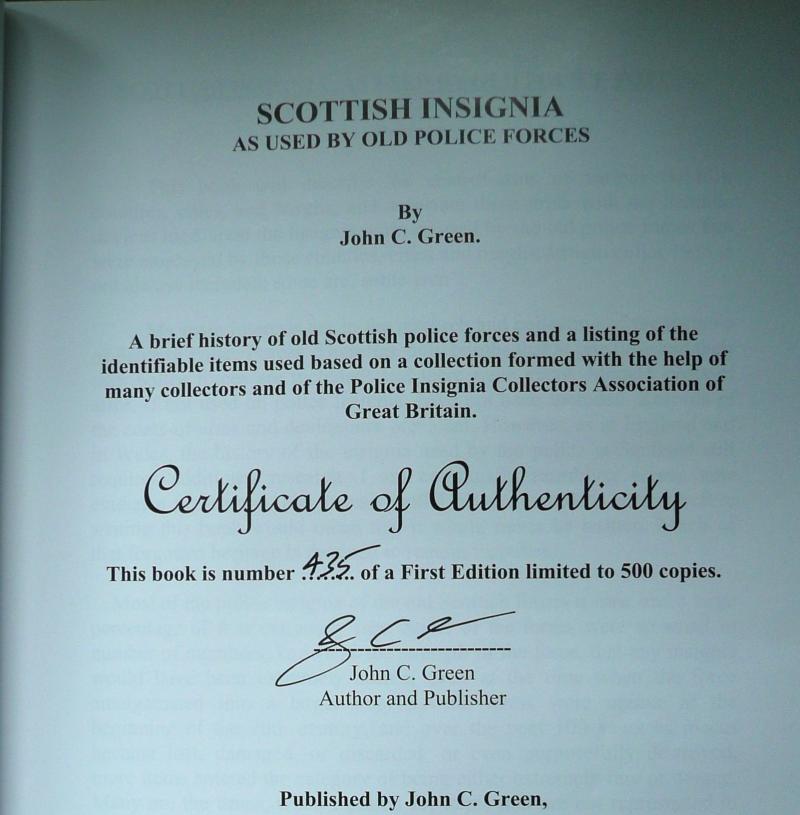 SCOTTISH INSIGNIA
AS USED BY OLD POLICE FORCES
By
John C. Green.
A brief history of old Scottish police forces and a listing of the
identifiable items used based on a collection formed with the help of
many collectors and of the Police Insignia Collectors Association of
Great Britain.
Certificate of Authenticity
This book is number 435 of a First Edition limited to 500 copies.
John C. Green
Author and Publisher
Published by John C. Green,